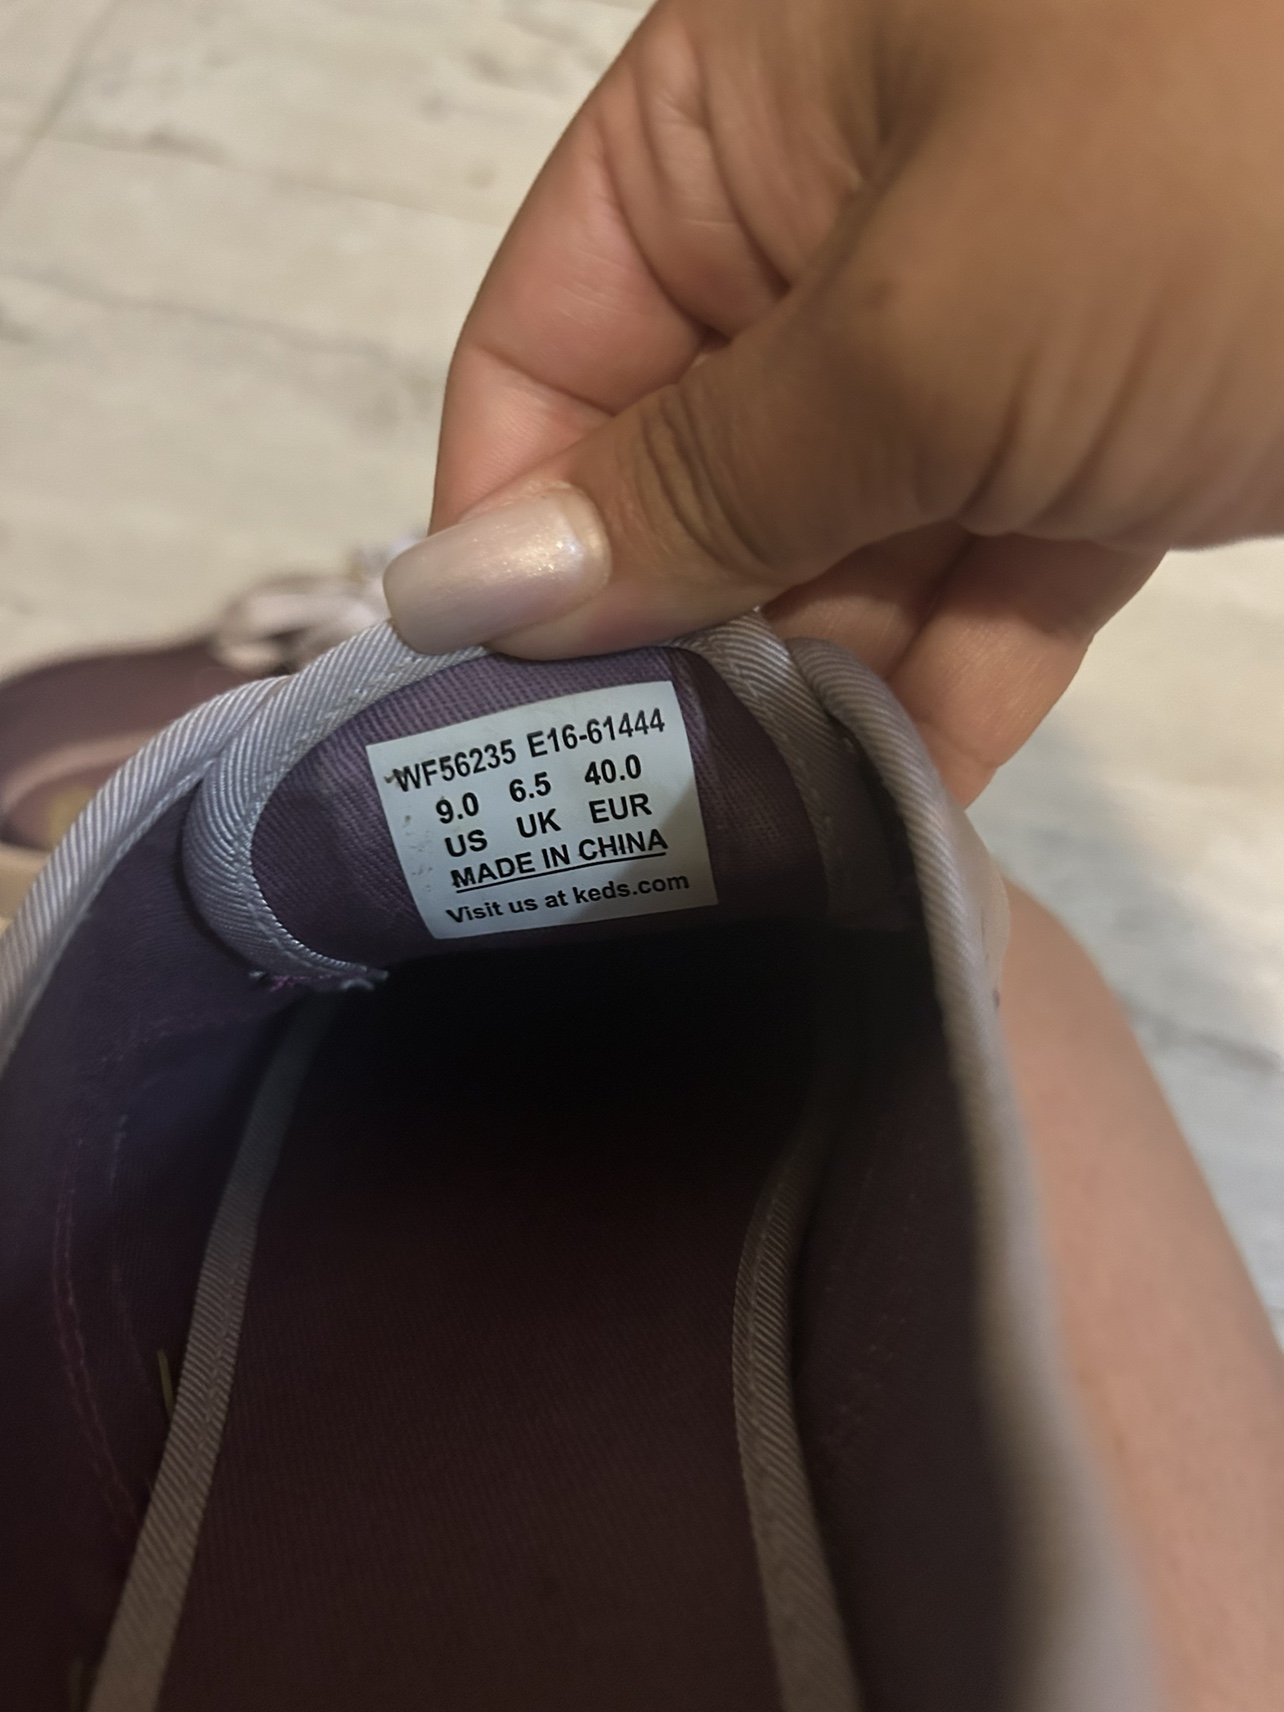 WF56235 E16-61444
9.0 6.5 40.0
US UK EUR
MADE IN CHINA
Visit us at keds.com